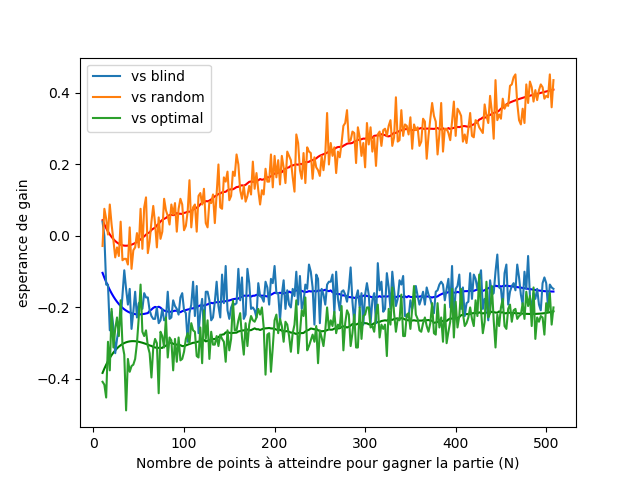 vs blind
vs random
vs optimal
0.4
0.2
0.0
−0.2
−0.4
esperance de gain
0 100 200 300 400 500
Nombre de points à atteindre pour gagner la partie (N)